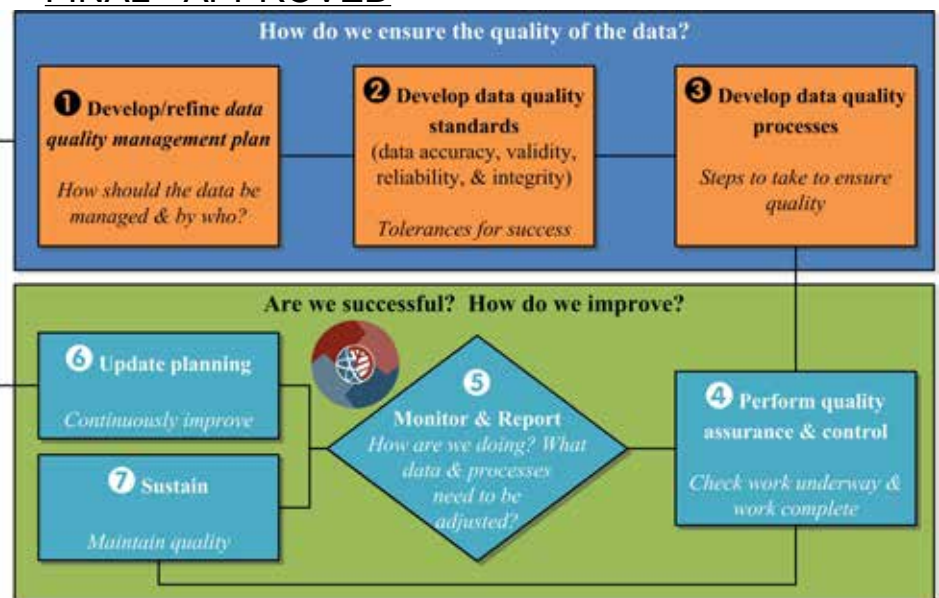 FINAL - APPROVED
How do we ensure the quality of the data?
❶ Develop/refine data
quality management plan
How should the data be
managed & by who?
❷ Develop data quality
standards
(data accuracy, validity,
reliability, & integrity)
Tolerances for success
❸ Develop data quality
processes
Steps to take to ensure
quality
Are we successful?  How do we improve?
❻ Update planning
Continuously improve
❼ Sustain
Maintain quality
❺
Monitor & Report
How are we doing? What
data & processes
need to be
adjusted?
❹ Perform quality
assurance & control
Check work underway &
work complete